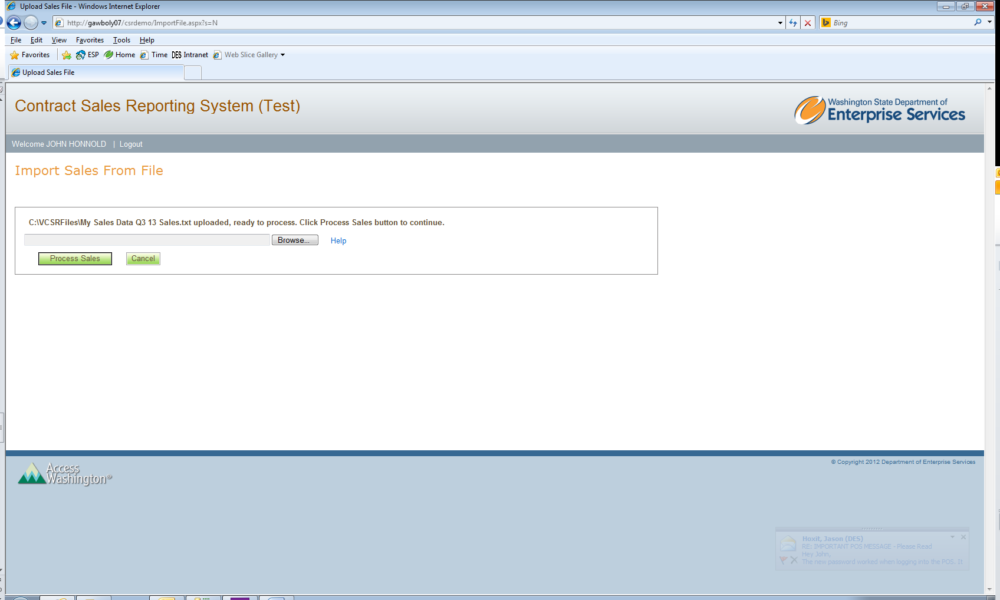 Upload Sales File - Windows Internet Explorer
http://gawboly07/csrdemo/ImportFile.aspx?s=N
Bing
File Edit View Favorites Tools Help
Favorites ESP Home Time DES Intranet Web Slice Gallery
Upload Sales File
Contract Sales Reporting System (Test)
Washington State Department of
Enterprise Services
Welcome JOHN HONNOLD | Logout
Import Sales From File
C:\VCSRFiles\My Sales Data Q3 13 Sales.txt uploaded, ready to process. Click Process Sales button to continue.
Browse... Help
Process Sales Cancel
© Copyright 2012 Department of Enterprise Services
Access
Washington®
Hoxit, Jason (DES)
RE: IMPORTANT POS MESSAGE - Please Read
Hey John,
The new password worked when logging into the POS. It